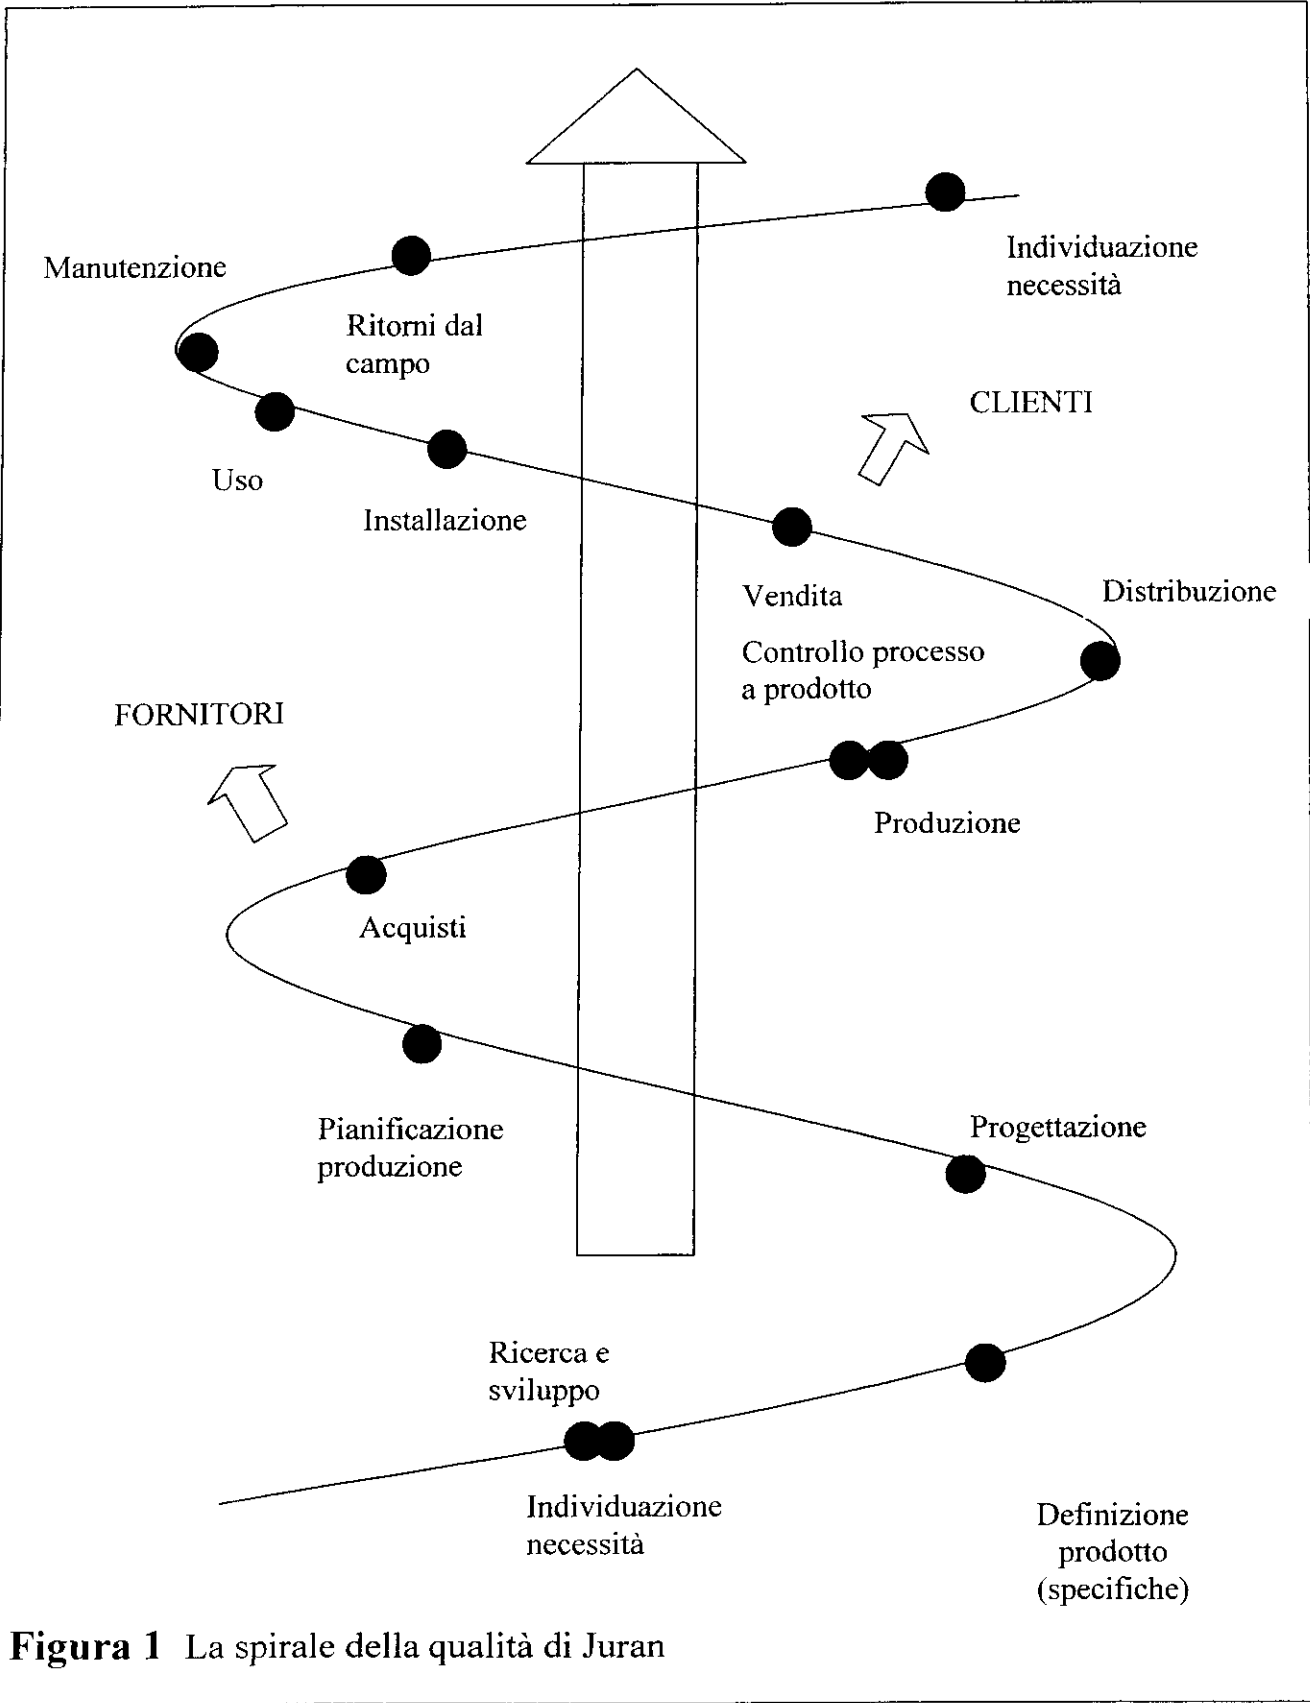 Manutenzione
Individuazione
necessità
Ritorni dal
campo
CLIENTI
Uso
Installazione
Vendita
Distribuzione
Controllo processo
a prodotto
FORNITORI
Produzione
Acquisti
Pianificazione
produzione
Progettazione
Ricerca e
sviluppo
Individuazione
necessità
Definizione
prodotto
(specifiche)
Figura 1 La spirale della qualità di Juran